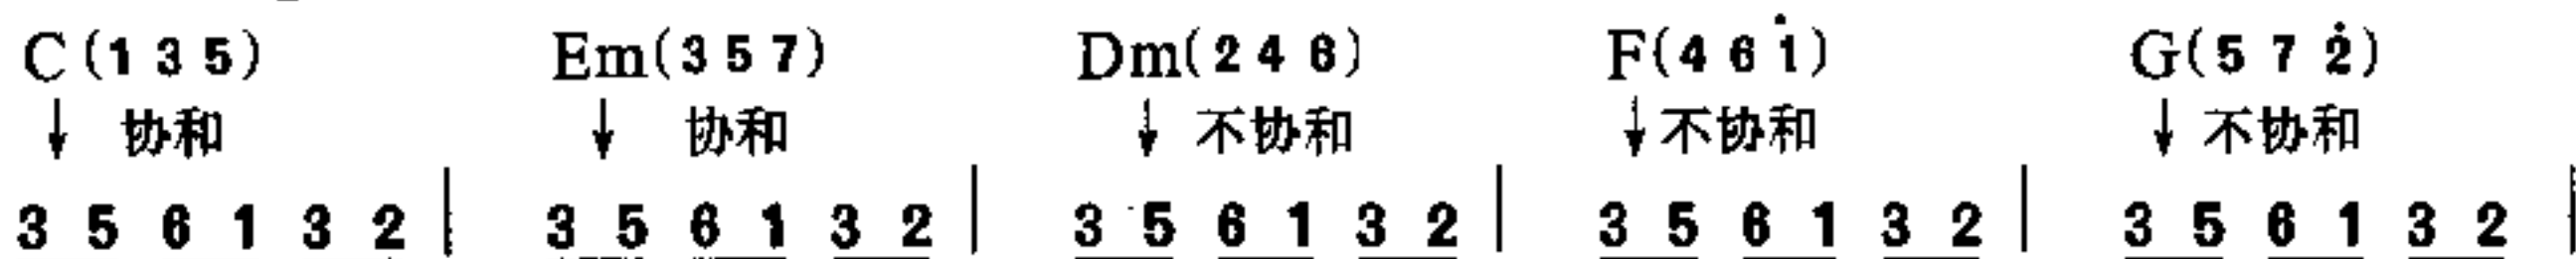 C(1 3 5) Em(3 5 7) Dm(2 4 6) F(4 6 1̇) G(5 7 2̇)
↓ 协和 ↓ 协和 ↓ 不协和 ↓ 不协和 ↓ 不协和
3 5 6 1 3 2 | 3 5 6 1 3 2 | 3 5 6 1 3 2 | 3 5 6 1 3 2 | 3 5 6 1 3 2 |